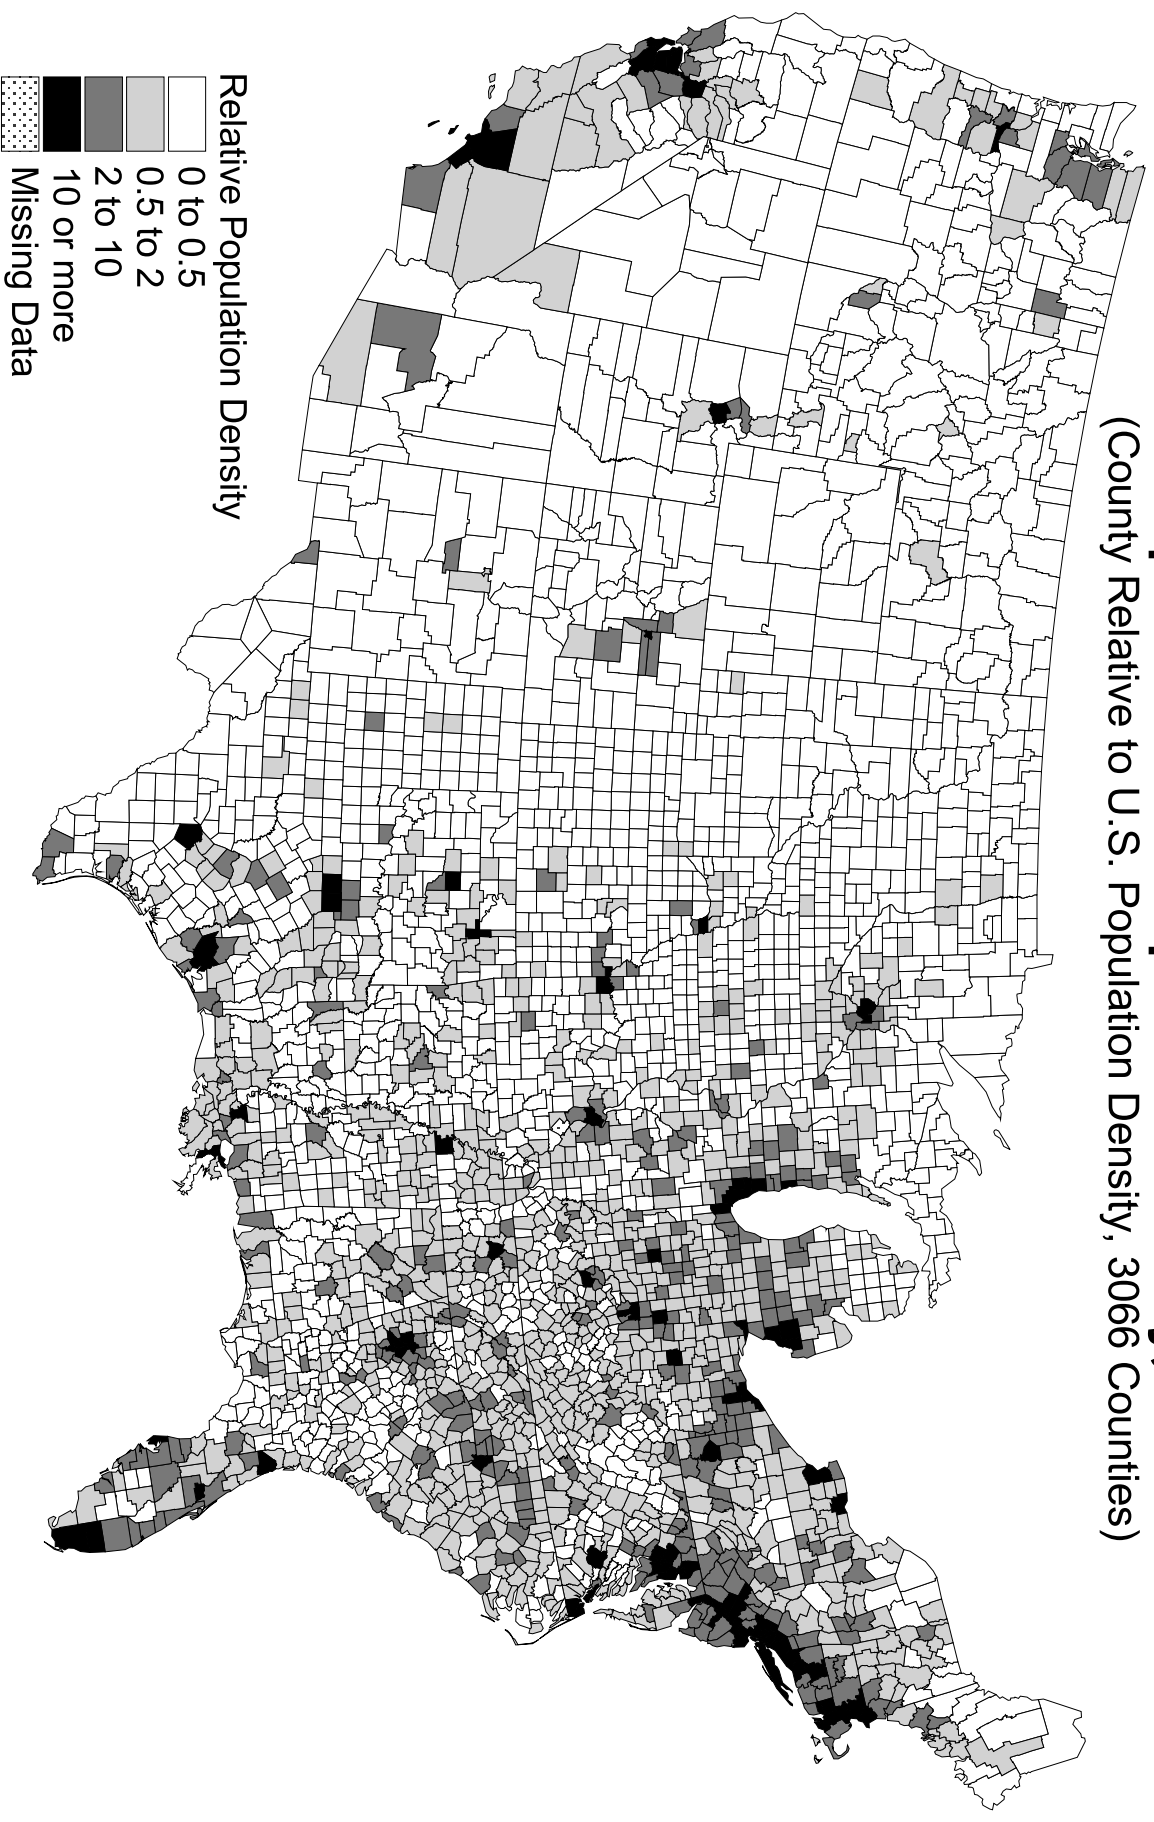 (County Relative to U.S. Population Density, 3066 Counties)
Relative Population Density
0 to 0.5
0.5 to 2
2 to 10
10 or more
Missing Data